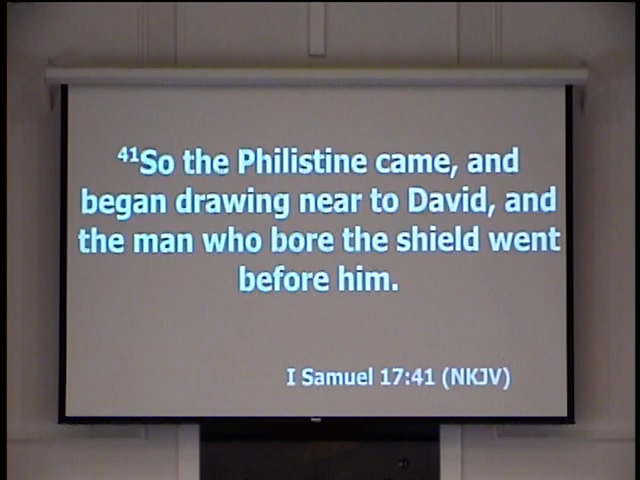 41So the Philistine came, and
began drawing near to David, and
the man who bore the shield went
before him.
I Samuel 17:41 (NKJV)